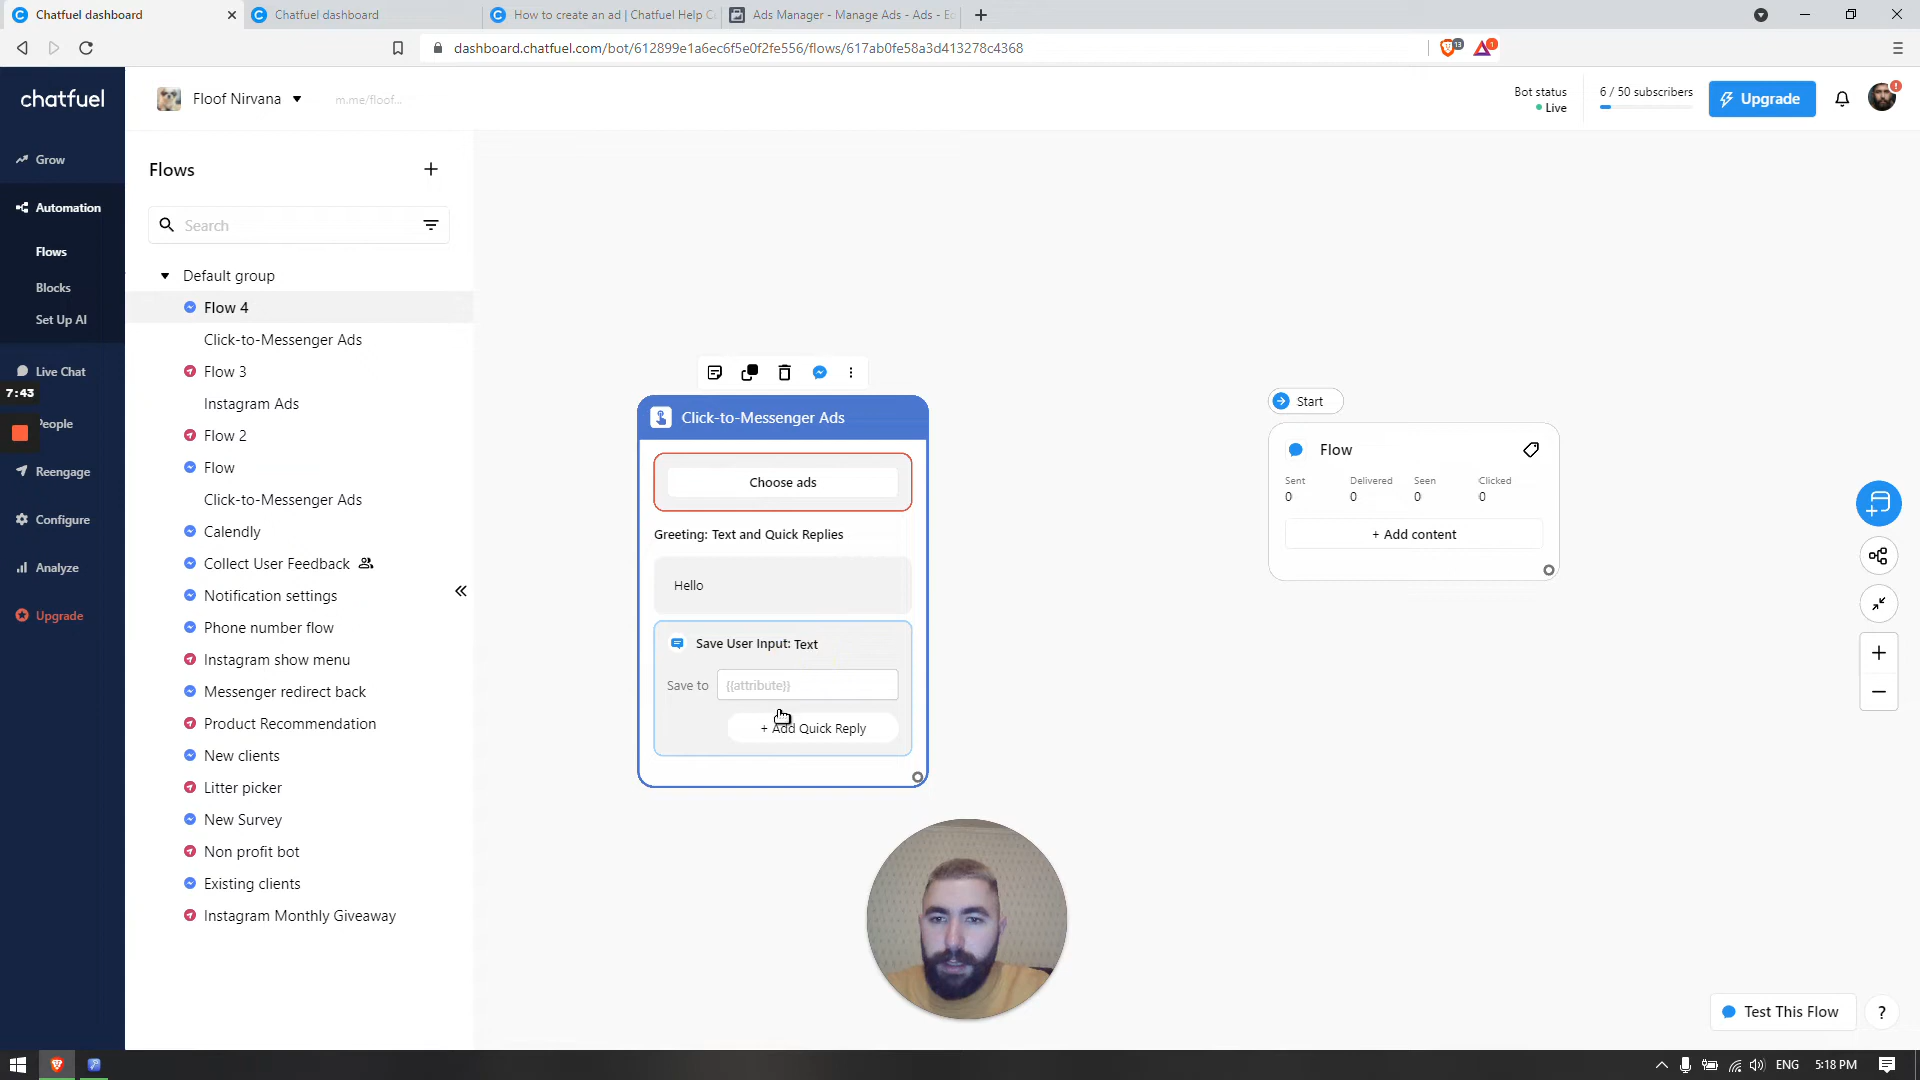 Chatfuel dashboard
Chatfuel dashboard
How to create an ad | Chatfuel Help C
Ads Manager - Manage Ads - Ads - E
dashboard.chatfuel.com/bot/612899e1a6ec6f5e0f2fe556/flows/617ab0fe58a3d413278c4368
13
1
chatfuel
Floof Nirvana
m.me/floof...
Bot status
Live
6 / 50 subscribers
Upgrade
Grow
Automation
Flows
Blocks
Set Up AI
Live Chat
7:43
People
Reengage
Configure
Analyze
Upgrade
Flows
Search
Default group
Flow 4
Click-to-Messenger Ads
Flow 3
Instagram Ads
Flow 2
Flow
Click-to-Messenger Ads
Calendly
Collect User Feedback
Notification settings
Phone number flow
Instagram show menu
Messenger redirect back
Product Recommendation
New clients
Litter picker
New Survey
Non profit bot
Existing clients
Instagram Monthly Giveaway
Click-to-Messenger Ads
Choose ads
Greeting: Text and Quick Replies
Hello
Save User Input: Text
Save to {{attribute}}
+ Add Quick Reply
Start
Flow
Sent Delivered Seen Clicked
0 0 0 0
+ Add content
Test This Flow
?
ENG
5:18 PM